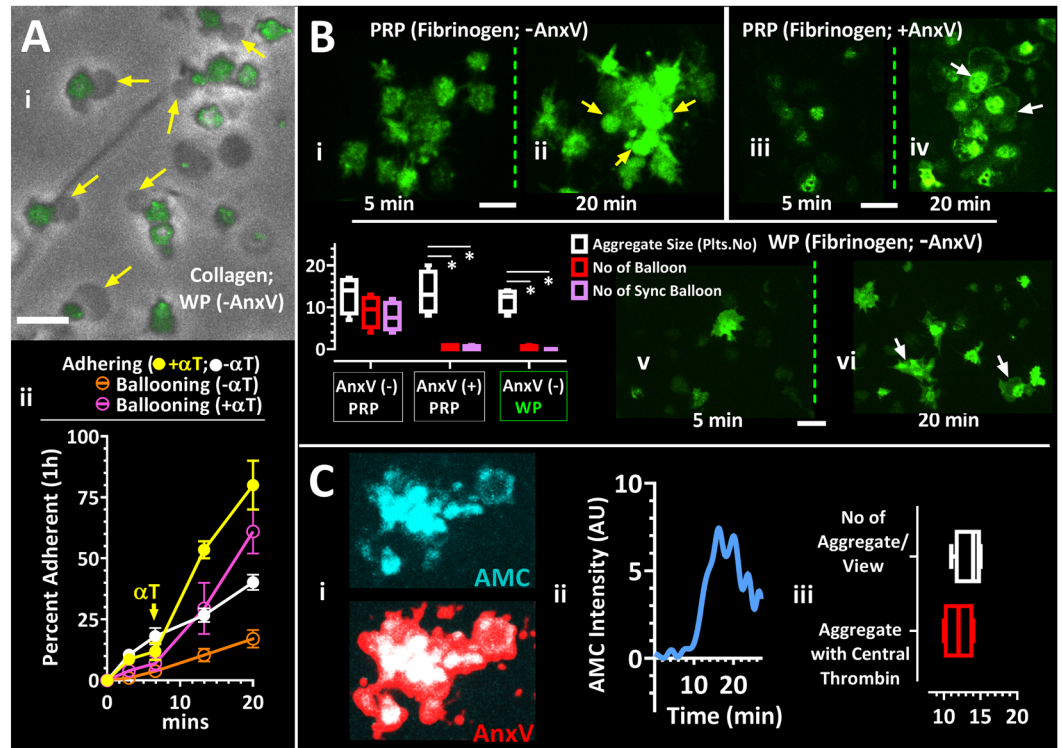 A
i
Collagen;
WP (-AnxV)
ii
Adhering (+αT; -αT)
Ballooning (-αT)
Ballooning (+αT)
Percent Adherent (1h)
100
75
50
25
0
αT
0 10 20
mins
B
PRP (Fibrinogen; -AnxV)
i
ii
5 min
20 min
PRP (Fibrinogen; +AnxV)
iii
iv
5 min
20 min
20
10
0
* * * *
AnxV (-)
PRP
AnxV (+)
PRP
AnxV (-)
WP
Aggregate Size (Plts.No)
No of Balloon
No of Sync Balloon
WP (Fibrinogen; -AnxV)
v
vi
5 min
20 min
C
i
AMC
AnxV
ii
AMC Intensity (AU)
10
5
0
10 20
Time (min)
iii
No of
Aggregate/
View
Aggregate
with Central
Thrombin
10 15 20